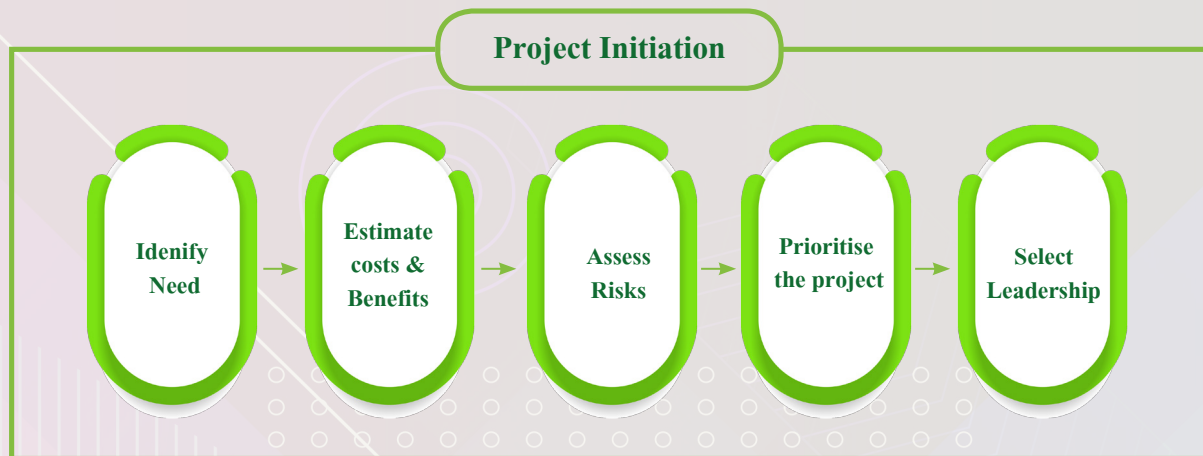 Project Initiation
Idenify
Need
Estimate
costs &
Benefits
Assess
Risks
Prioritise
the project
Select
Leadership